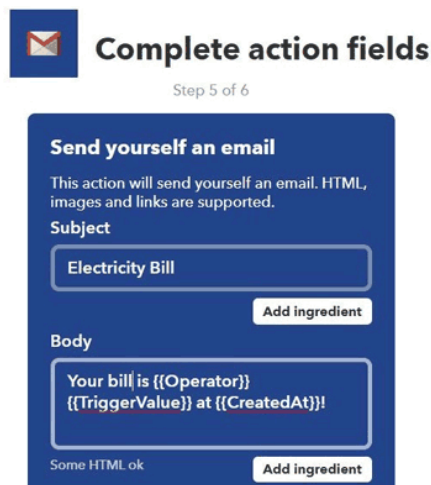 Complete action fields
Step 5 of 6
Send yourself an email
This action will send yourself an email. HTML,
images and links are supported.
Subject
Electricity Bill
Add ingredient
Body
Your bill is {{Operator}}
{{TriggerValue}} at {{CreatedAt}}!
Some HTML ok
Add ingredient